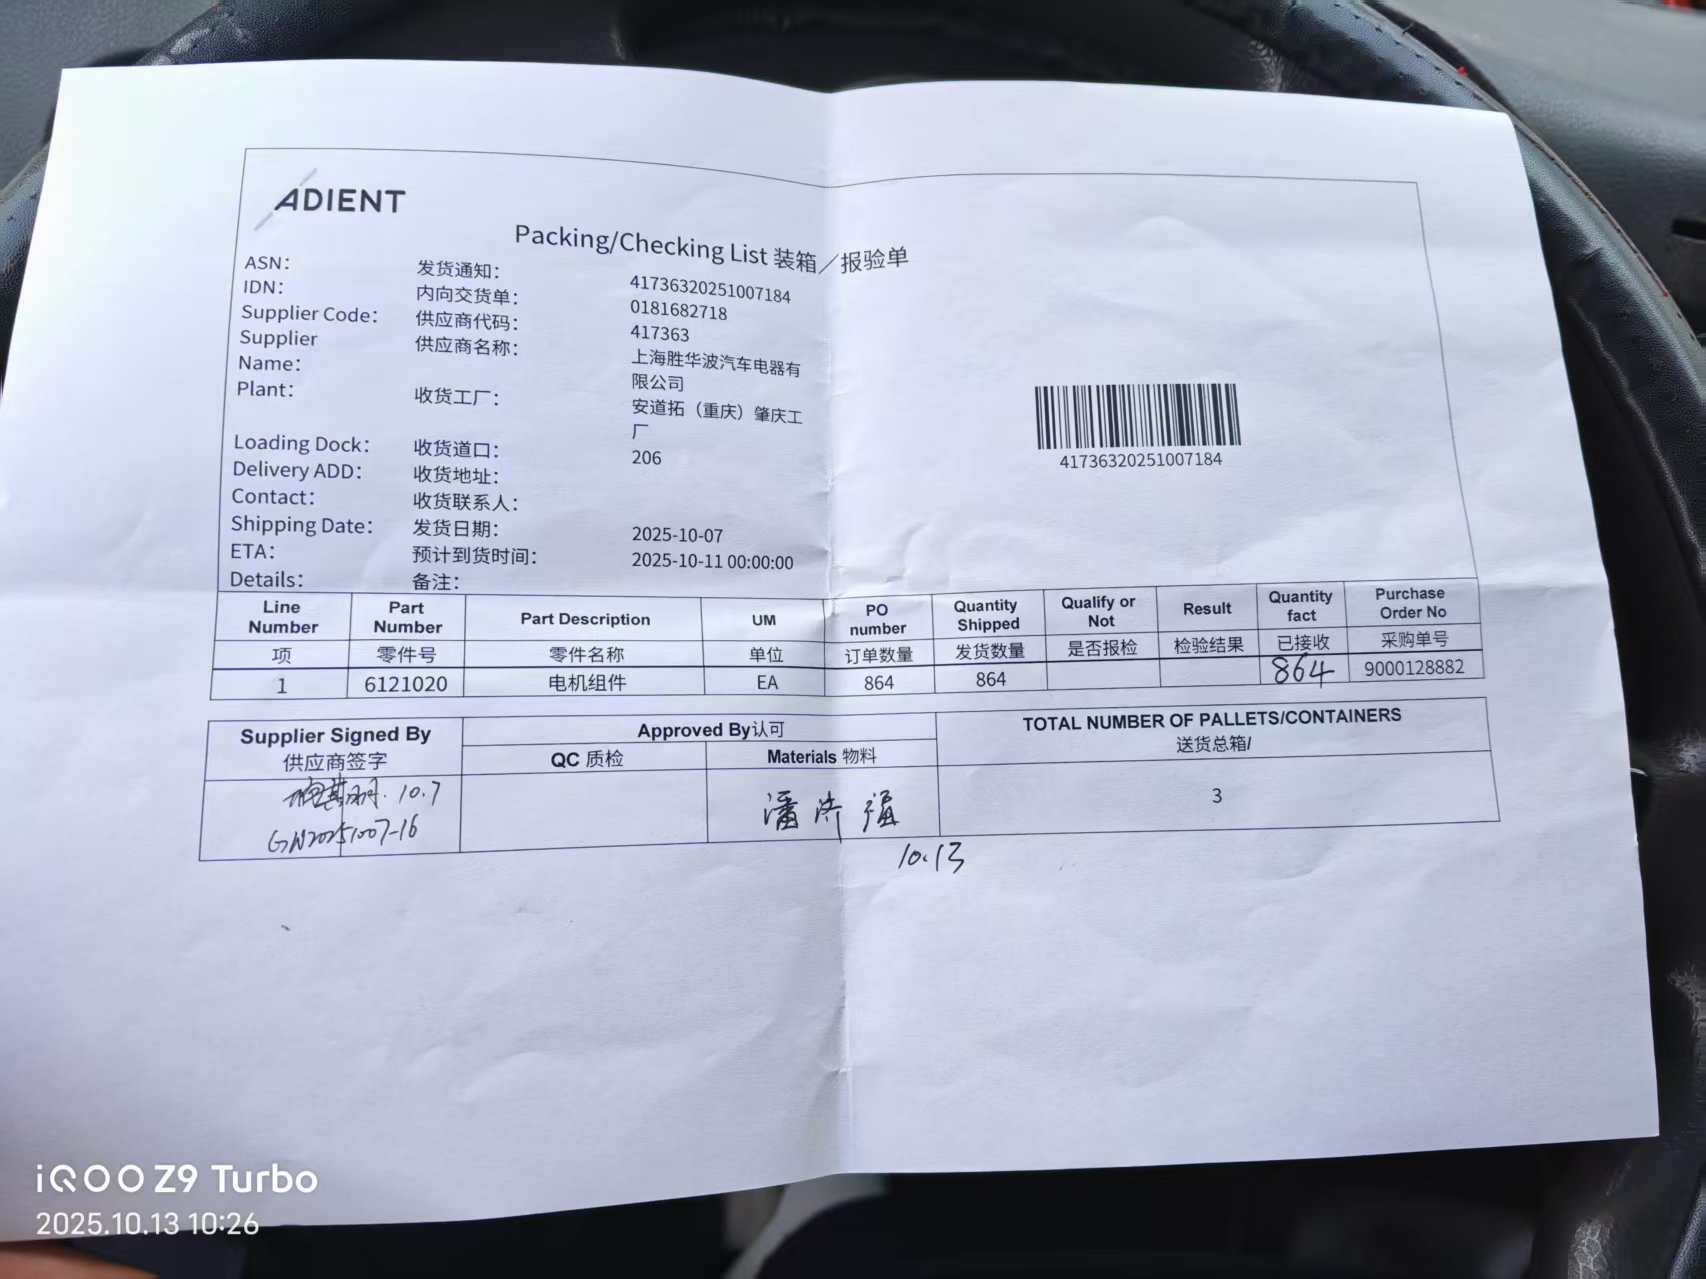 ADIENT
Packing/Checking List 装箱／报验单
ASN: 发货通知: 41736320251007184
IDN: 内向交货单: 0181682718
Supplier Code: 供应商代码: 417363
Supplier Name: 供应商名称: 上海胜华波汽车电器有限公司
Plant: 收货工厂: 安道拓（重庆）肇庆工厂
Loading Dock: 收货道口: 206
Delivery ADD: 收货地址:
Contact: 收货联系人:
Shipping Date: 发货日期: 2025-10-07
ETA: 预计到货时间: 2025-10-11 00:00:00
Details: 备注:
41736320251007184
Line Number Part Number Part Description UM PO number Quantity Shipped Qualify or Not Result Quantity fact Purchase Order No
项 零件号 零件名称 单位 订单数量 发货数量 是否报检 检验结果 已接收 采购单号
1 6121020 电机组件 EA 864 864 864 9000128882
Supplier Signed By Approved By认可 TOTAL NUMBER OF PALLETS/CONTAINERS
供应商签字 QC 质检 Materials 物料 送货总箱/
10.7
GW20251007-16
潘济强
3
10.13
iQOO Z9 Turbo
2025.10.13 10:26